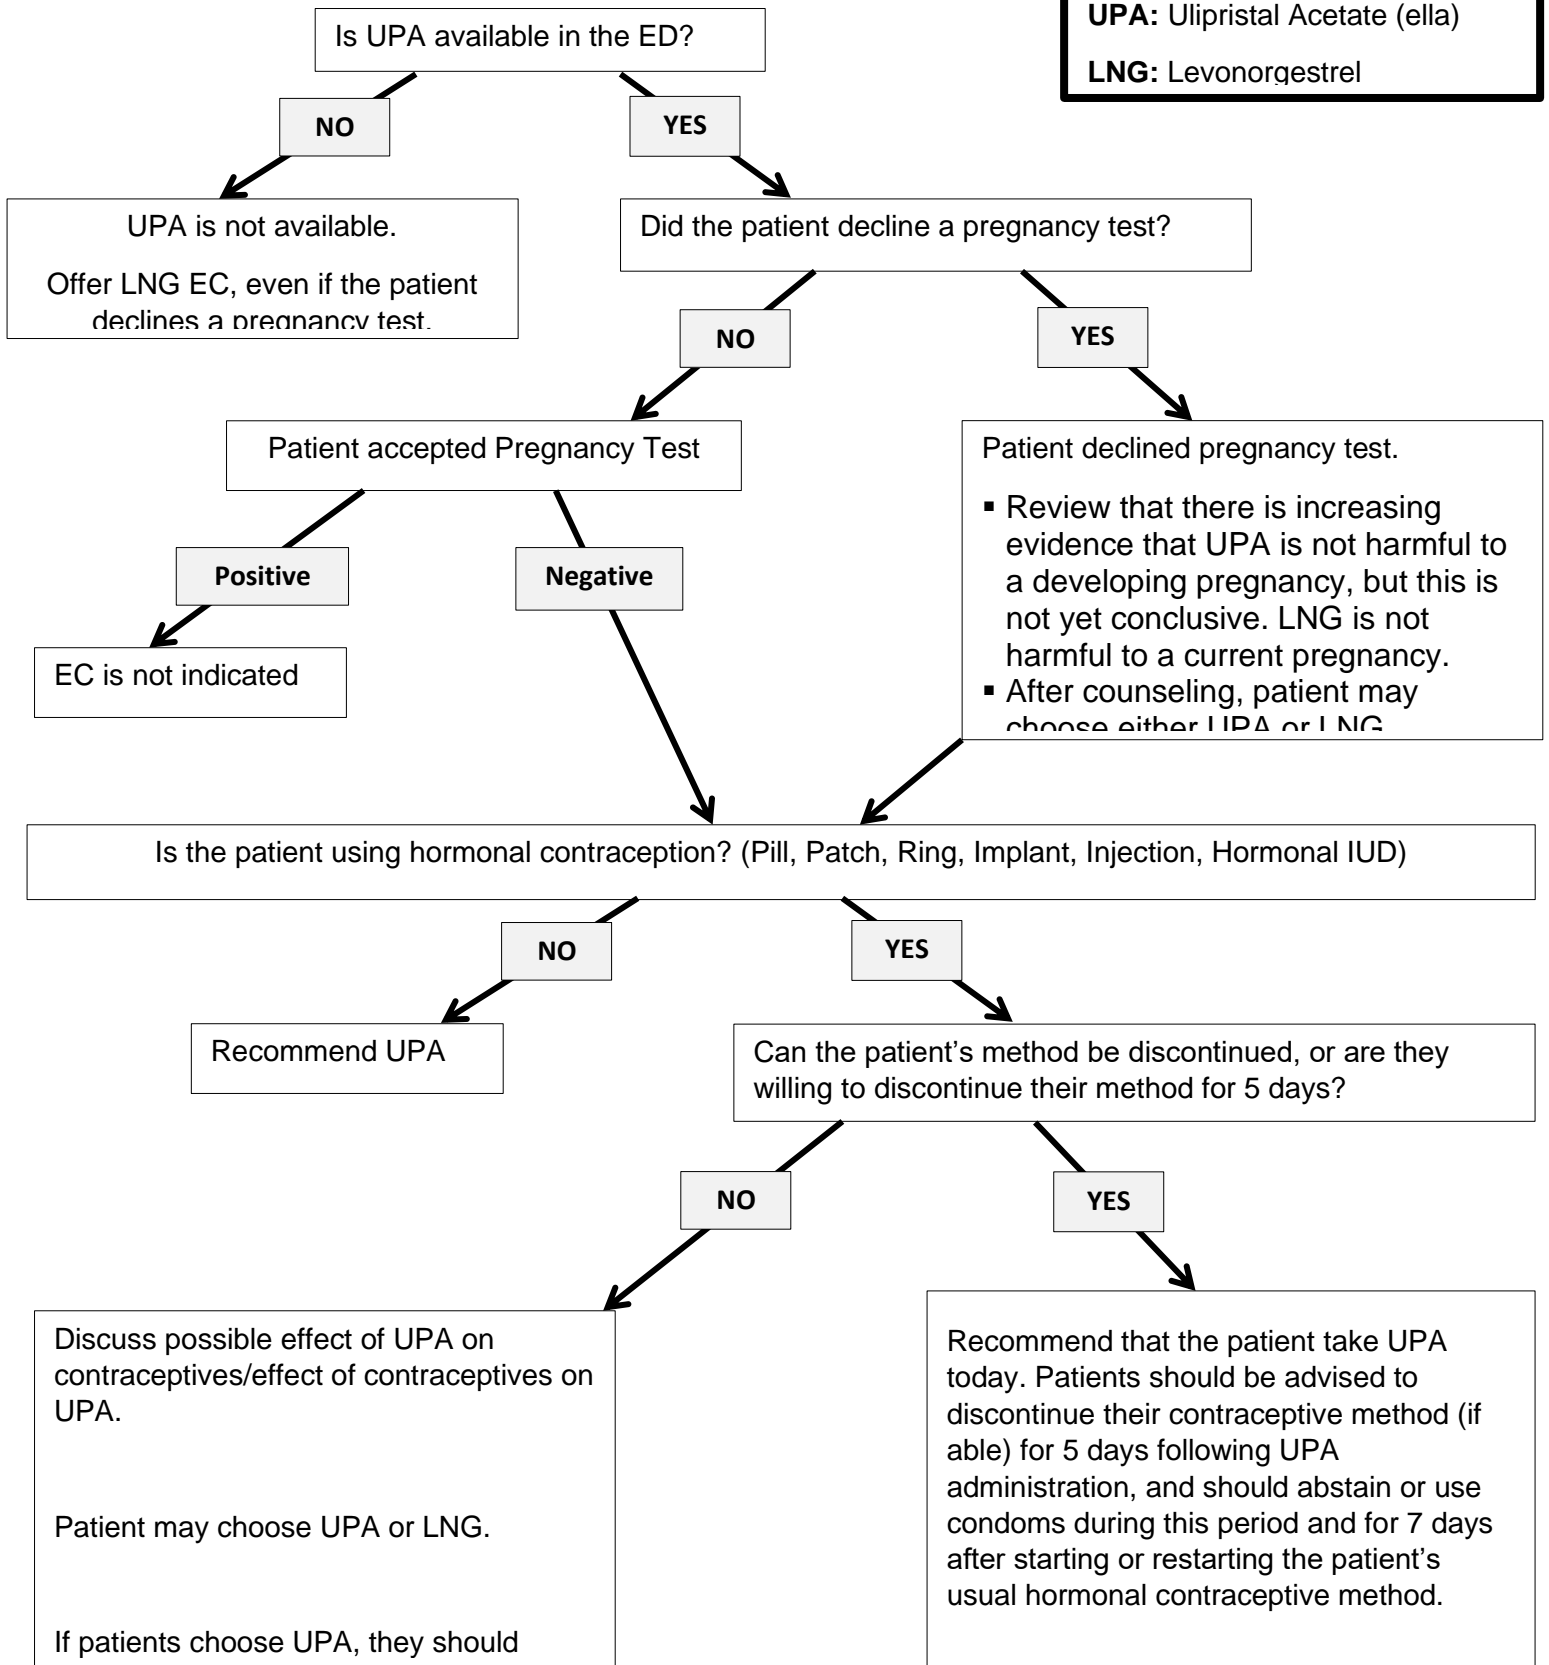 UPA: Ulipristal Acetate (ella)
LNG: Levonorgestrel
Is UPA available in the ED?
NO
YES
UPA is not available.
Offer LNG EC, even if the patient
declines a pregnancy test.
Did the patient decline a pregnancy test?
NO
YES
Patient accepted Pregnancy Test
Patient declined pregnancy test.
▪ Review that there is increasing
evidence that UPA is not harmful to
a developing pregnancy, but this is
not yet conclusive. LNG is not
harmful to a current pregnancy.
▪ After counseling, patient may
choose either UPA or LNG
Positive
Negative
EC is not indicated
Is the patient using hormonal contraception? (Pill, Patch, Ring, Implant, Injection, Hormonal IUD)
NO
YES
Recommend UPA
Can the patient’s method be discontinued, or are they
willing to discontinue their method for 5 days?
NO
YES
Discuss possible effect of UPA on
contraceptives/effect of contraceptives on
UPA.
Patient may choose UPA or LNG.
If patients choose UPA, they should
Recommend that the patient take UPA
today. Patients should be advised to
discontinue their contraceptive method (if
able) for 5 days following UPA
administration, and should abstain or use
condoms during this period and for 7 days
after starting or restarting the patient’s
usual hormonal contraceptive method.